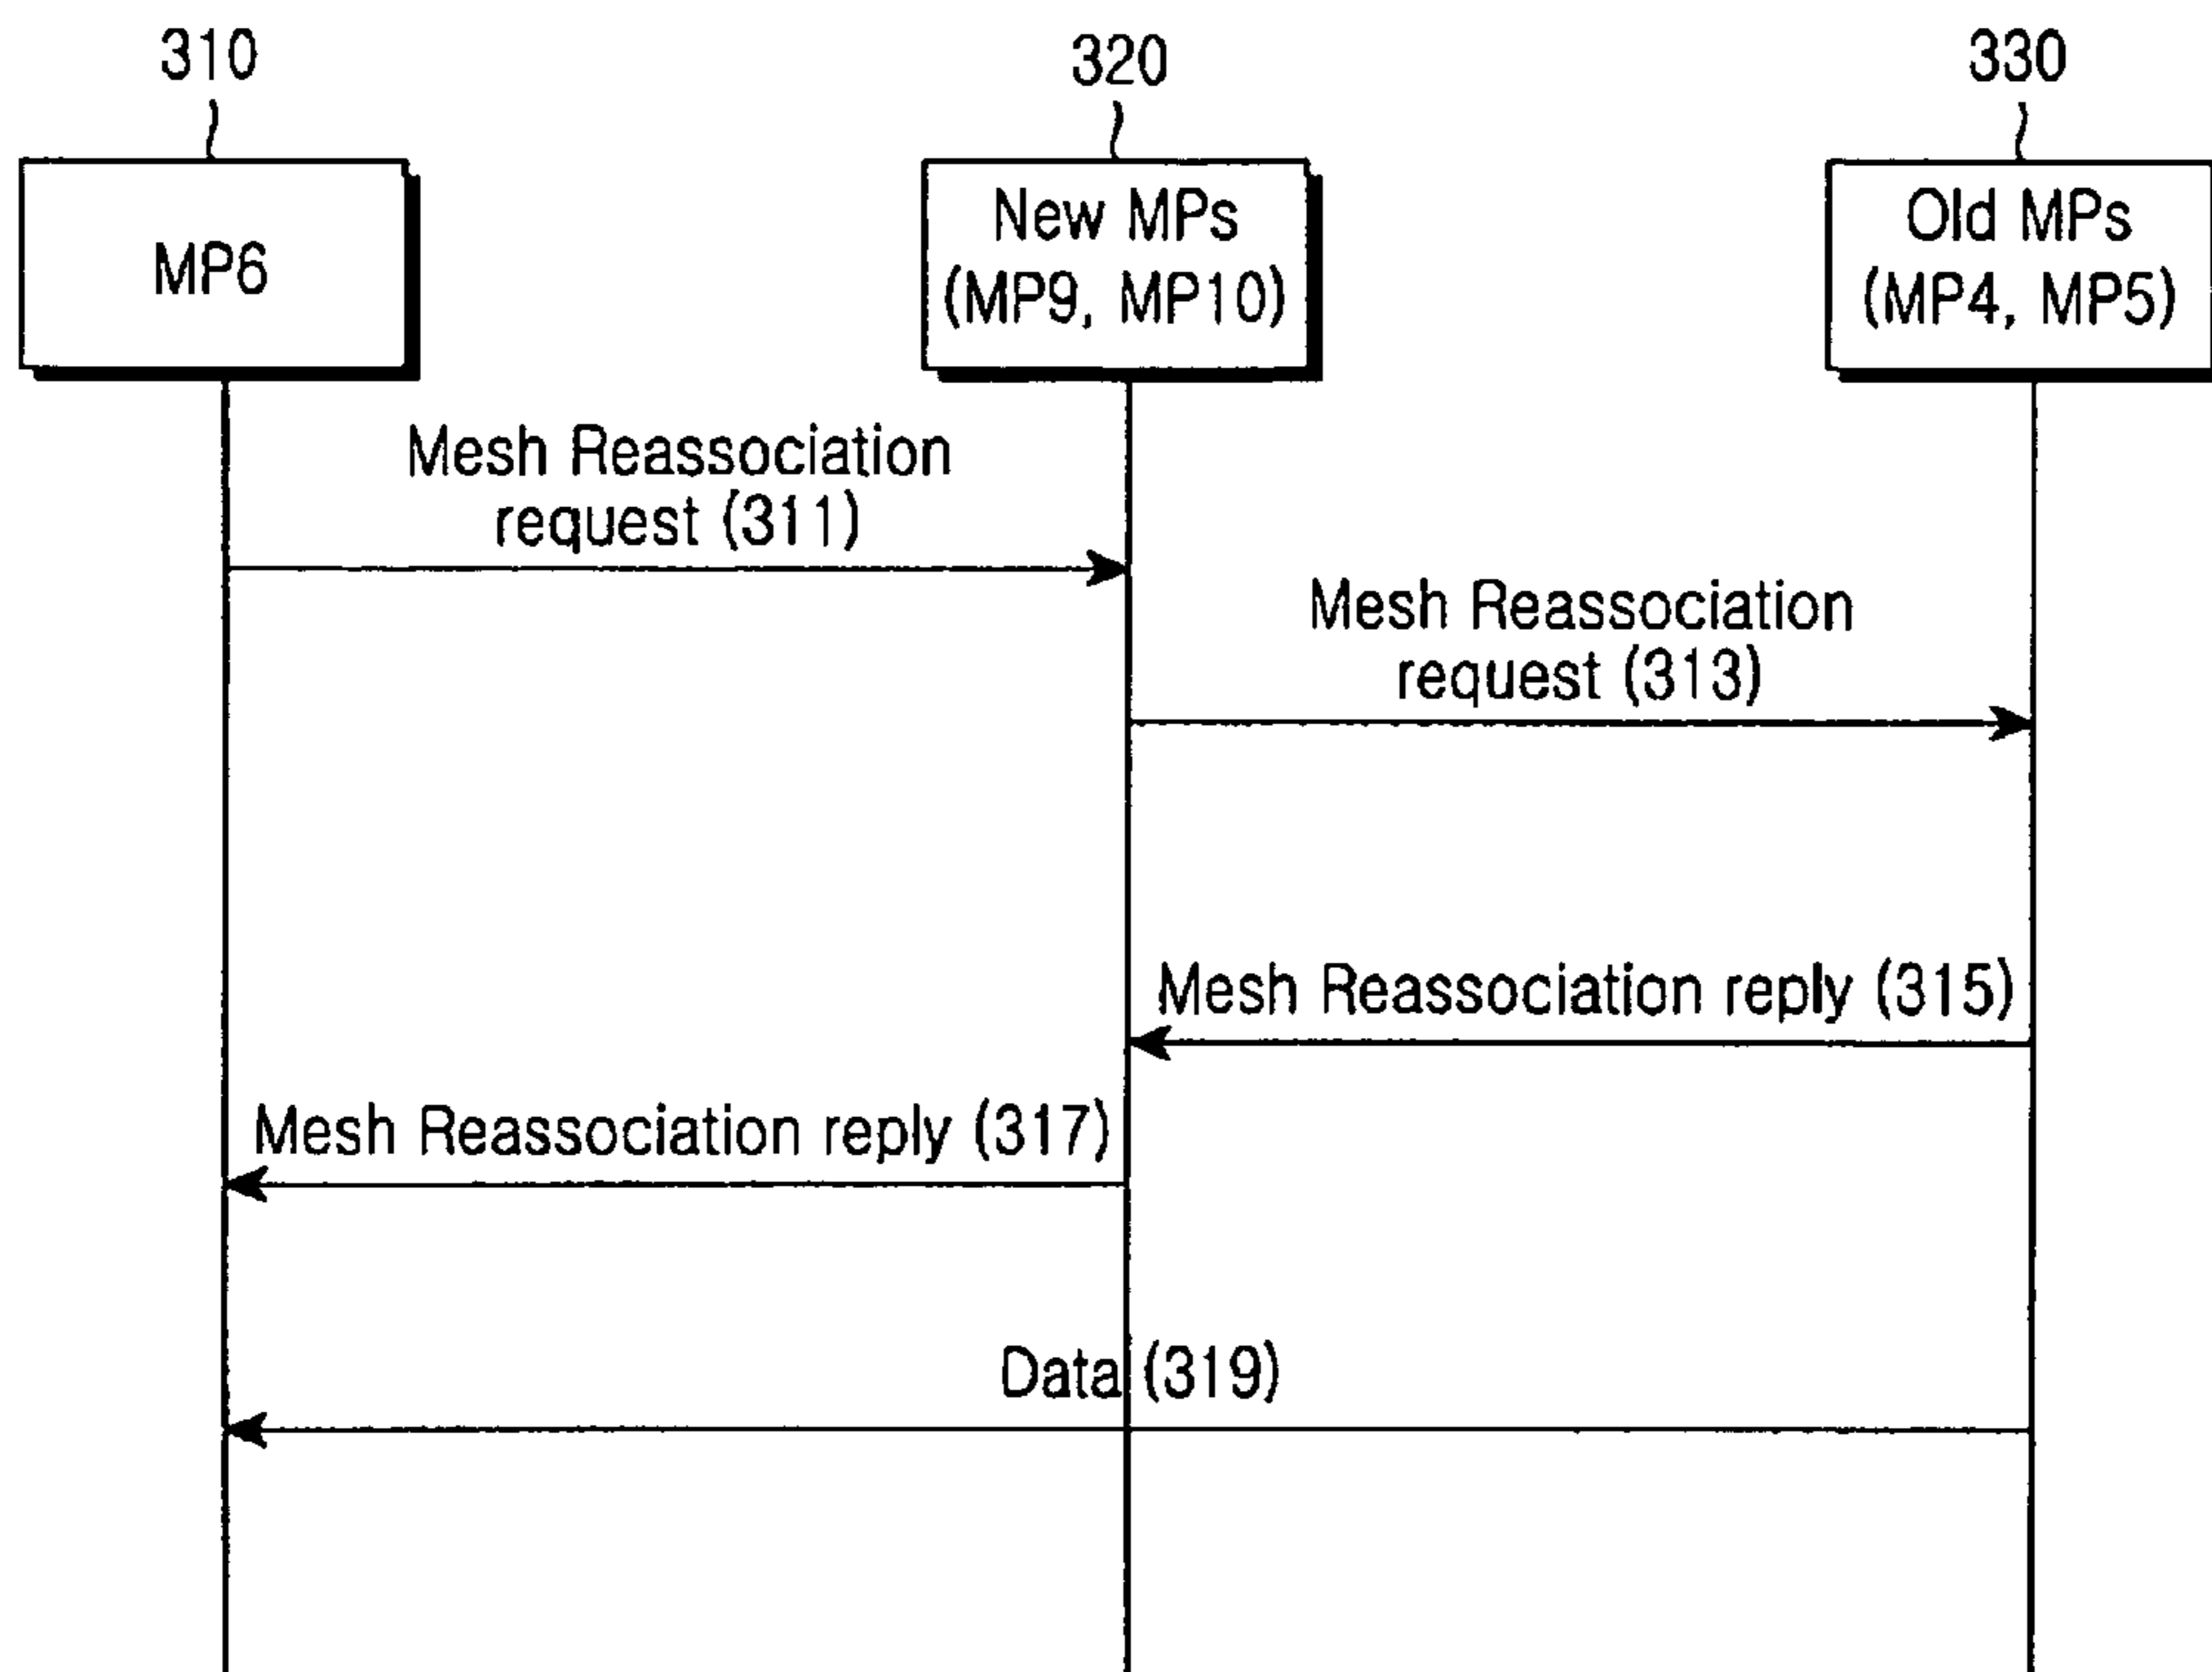 310
320
330
MP6
New MPs
(MP9, MP10)
Old MPs
(MP4, MP5)
Mesh Reassociation
request (311)
Mesh Reassociation
request (313)
Mesh Reassociation reply (315)
Mesh Reassociation reply (317)
Data (319)